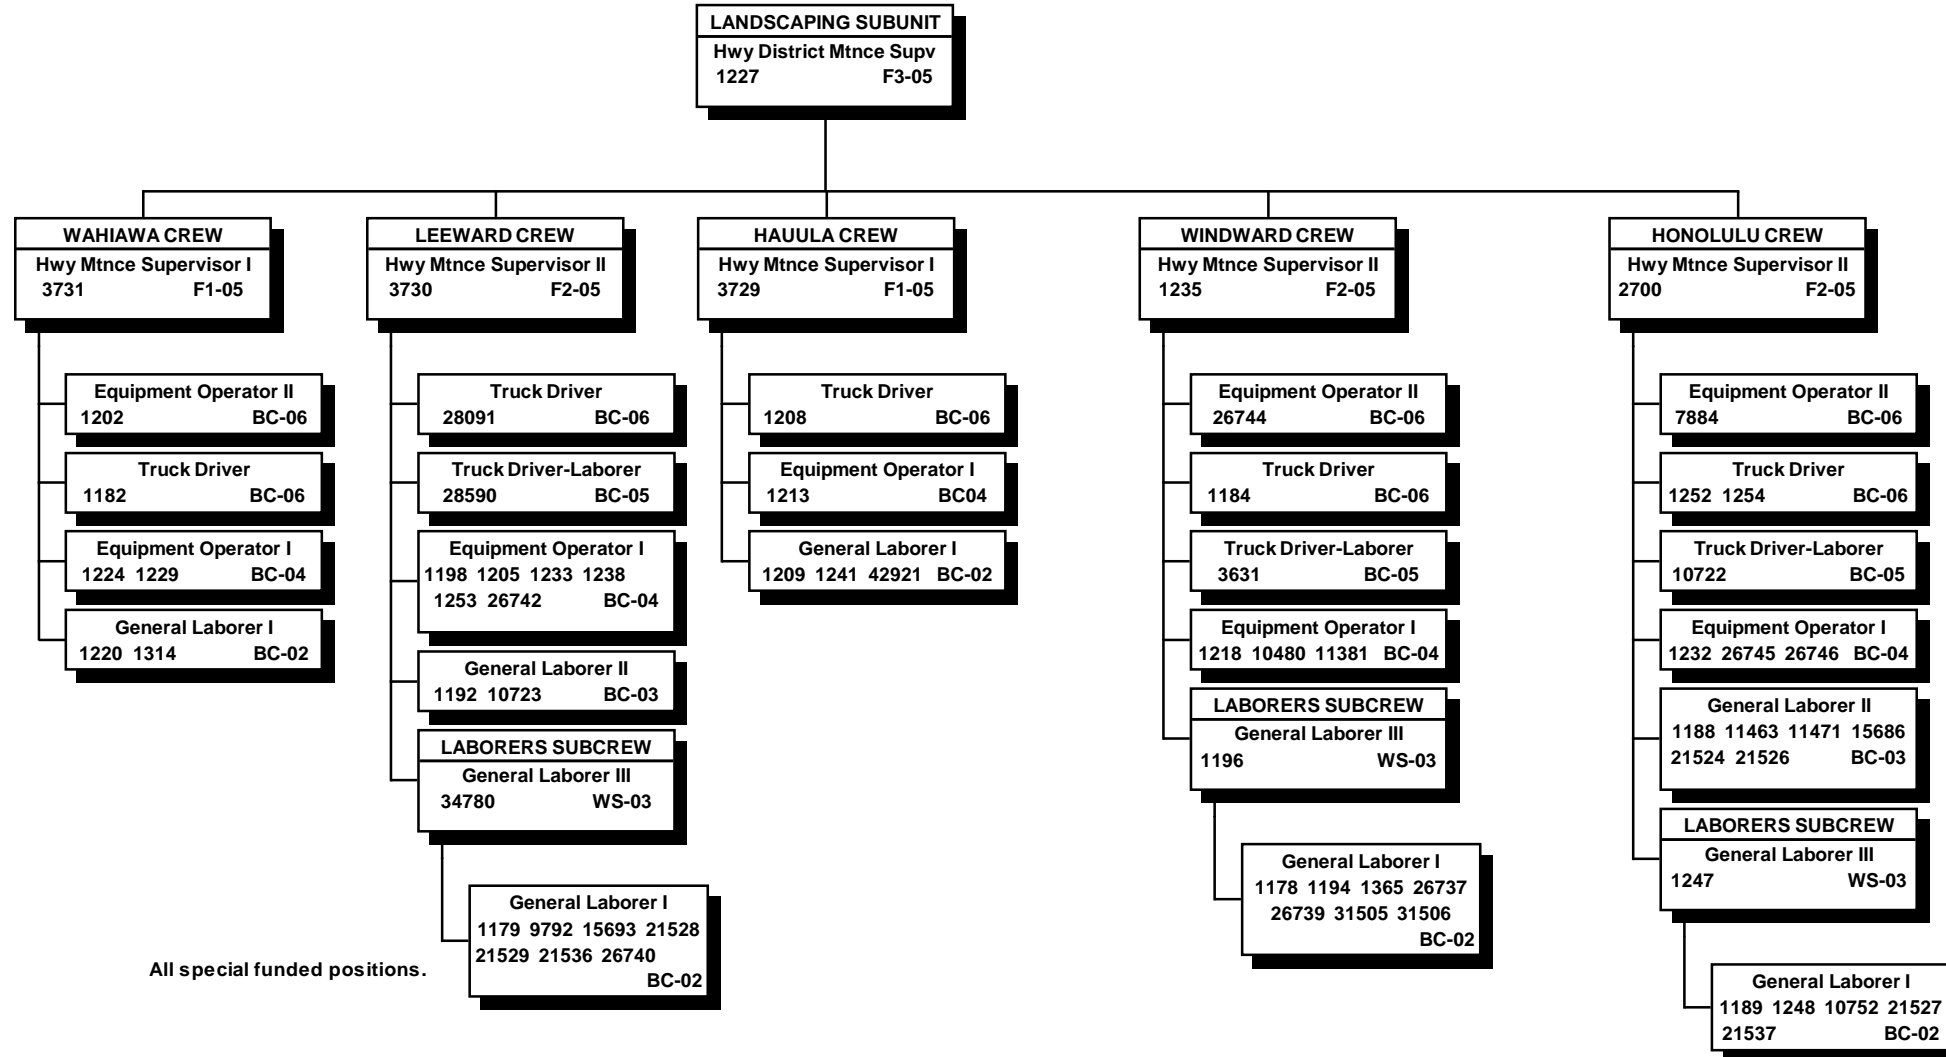 LANDSCAPING SUBUNIT
Hwy District Mtnce Supv
1227 F3-05
WAHIAWA CREW
Hwy Mtnce Supervisor I
3731 F1-05
Equipment Operator II
1202 BC-06
Truck Driver
1182 BC-06
Equipment Operator I
1224 1229 BC-04
General Laborer I
1220 1314 BC-02
LEEWARD CREW
Hwy Mtnce Supervisor II
3730 F2-05
Truck Driver
28091 BC-06
Truck Driver-Laborer
28590 BC-05
Equipment Operator I
1198 1205 1233 1238
1253 26742 BC-04
General Laborer II
1192 10723 BC-03
LABORERS SUBCREW
General Laborer III
34780 WS-03
General Laborer I
1179 9792 15693 21528
21529 21536 26740
BC-02
HAUULA CREW
Hwy Mtnce Supervisor I
3729 F1-05
Truck Driver
1208 BC-06
Equipment Operator I
1213 BC04
General Laborer I
1209 1241 42921 BC-02
WINDWARD CREW
Hwy Mtnce Supervisor II
1235 F2-05
Equipment Operator II
26744 BC-06
Truck Driver
1184 BC-06
Truck Driver-Laborer
3631 BC-05
Equipment Operator I
1218 10480 11381 BC-04
LABORERS SUBCREW
General Laborer III
1196 WS-03
General Laborer I
1178 1194 1365 26737
26739 31505 31506
BC-02
HONOLULU CREW
Hwy Mtnce Supervisor II
2700 F2-05
Equipment Operator II
7884 BC-06
Truck Driver
1252 1254 BC-06
Truck Driver-Laborer
10722 BC-05
Equipment Operator I
1232 26745 26746 BC-04
General Laborer II
1188 11463 11471 15686
21524 21526 BC-03
LABORERS SUBCREW
General Laborer III
1247 WS-03
General Laborer I
1189 1248 10752 21527
21537 BC-02
All special funded positions.